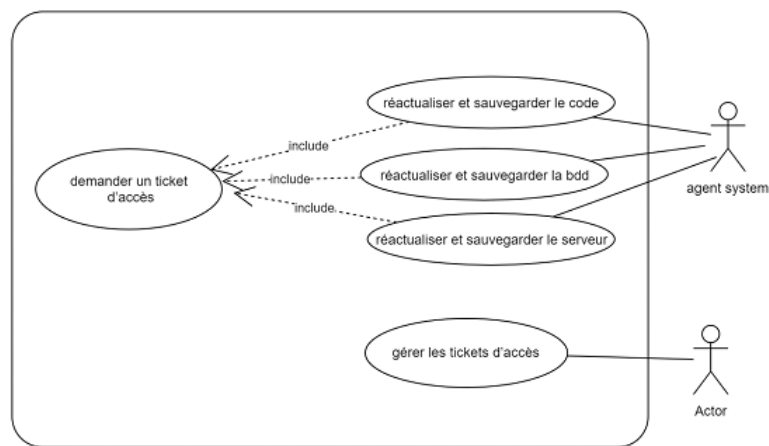 réactualiser et sauvegarder le code
include
demander un ticket
d'accès
include
réactualiser et sauvegarder la bdd
agent system
include
réactualiser et sauvegarder le serveur
gérer les tickets d'accès
Actor